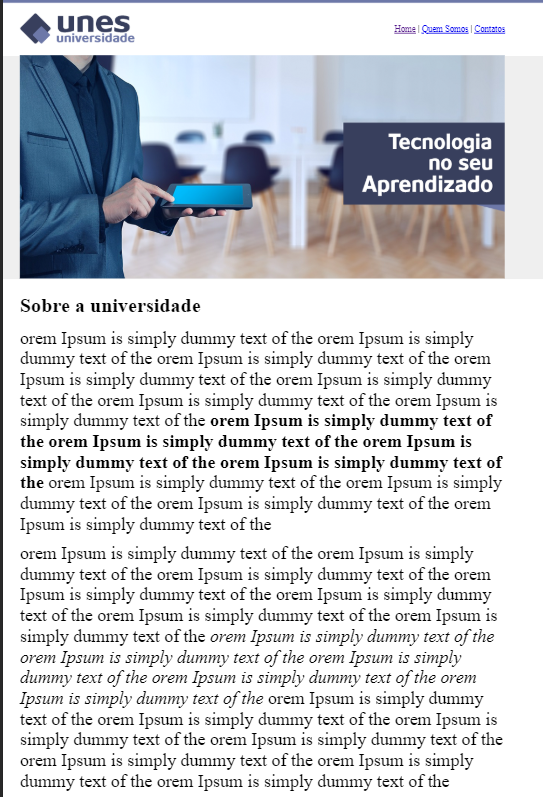 unes
universidade
Home | Quem Somos | Contatos
Tecnologia
no seu
Aprendizado
Sobre a universidade
orem Ipsum is simply dummy text of the orem Ipsum is simply
dummy text of the orem Ipsum is simply dummy text of the orem
Ipsum is simply dummy text of the orem Ipsum is simply dummy
text of the orem Ipsum is simply dummy text of the orem Ipsum is
simply dummy text of the orem Ipsum is simply dummy text of
the orem Ipsum is simply dummy text of the orem Ipsum is
simply dummy text of the orem Ipsum is simply dummy text of
the orem Ipsum is simply dummy text of the orem Ipsum is simply
dummy text of the orem Ipsum is simply dummy text of the orem
Ipsum is simply dummy text of the
orem Ipsum is simply dummy text of the orem Ipsum is simply
dummy text of the orem Ipsum is simply dummy text of the orem
Ipsum is simply dummy text of the orem Ipsum is simply dummy
text of the orem Ipsum is simply dummy text of the orem Ipsum is
simply dummy text of the orem Ipsum is simply dummy text of the
orem Ipsum is simply dummy text of the orem Ipsum is simply
dummy text of the orem Ipsum is simply dummy text of the orem
Ipsum is simply dummy text of the orem Ipsum is simply dummy
text of the orem Ipsum is simply dummy text of the orem Ipsum is
simply dummy text of the orem Ipsum is simply dummy text of the
orem Ipsum is simply dummy text of the orem Ipsum is simply
dummy text of the orem Ipsum is simply dummy text of the